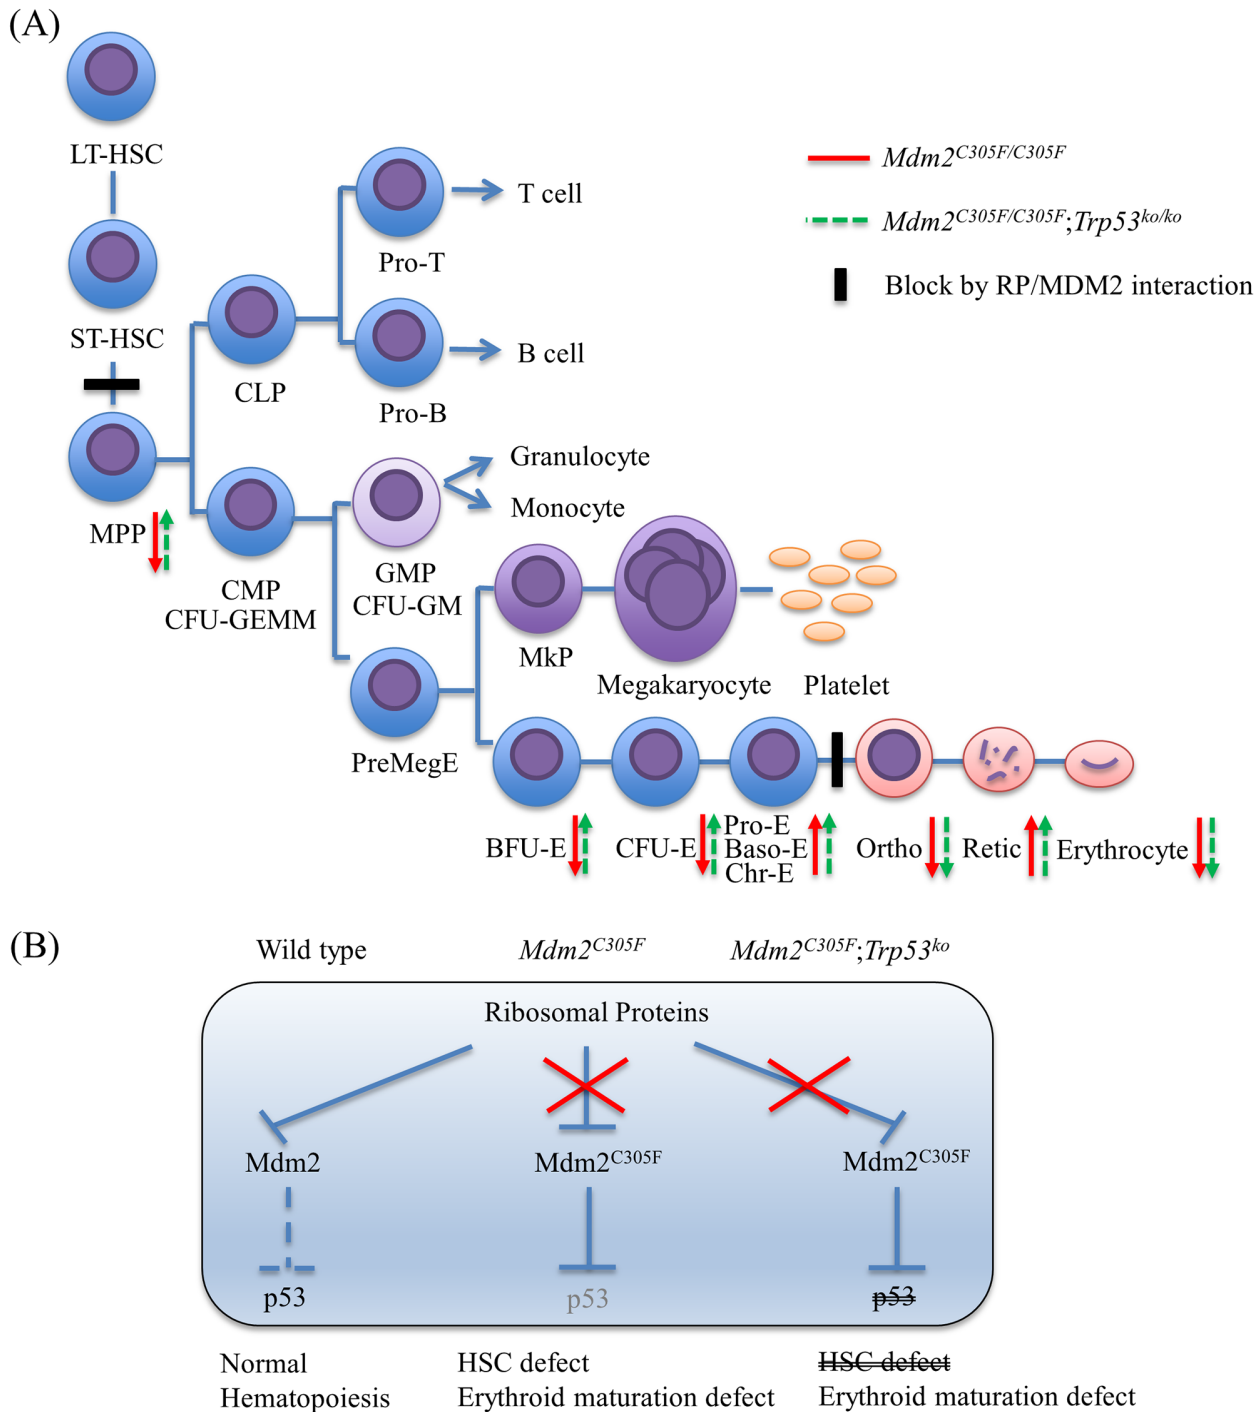 (A)
LT-HSC
ST-HSC
MPP
CLP
CMP
CFU-GEMM
Pro-T
T cell
Pro-B
B cell
Granulocyte
Monocyte
GMP
CFU-GM
MkP
Megakaryocyte
Platelet
PreMegE
BFU-E
CFU-E
Pro-E
Baso-E
Chr-E
Ortho
Retic
Erythrocyte
Mdm2C305F/C305F
Mdm2C305F/C305F;Trp53ko/ko
Block by RP/MDM2 interaction
(B)
Wild type
Mdm2C305F
Mdm2C305F;Trp53ko
Ribosomal Proteins
Mdm2
Mdm2C305F
Mdm2C305F
p53
p53
p53
Normal
Hematopoiesis
HSC defect
Erythroid maturation defect
HSC defect
Erythroid maturation defect